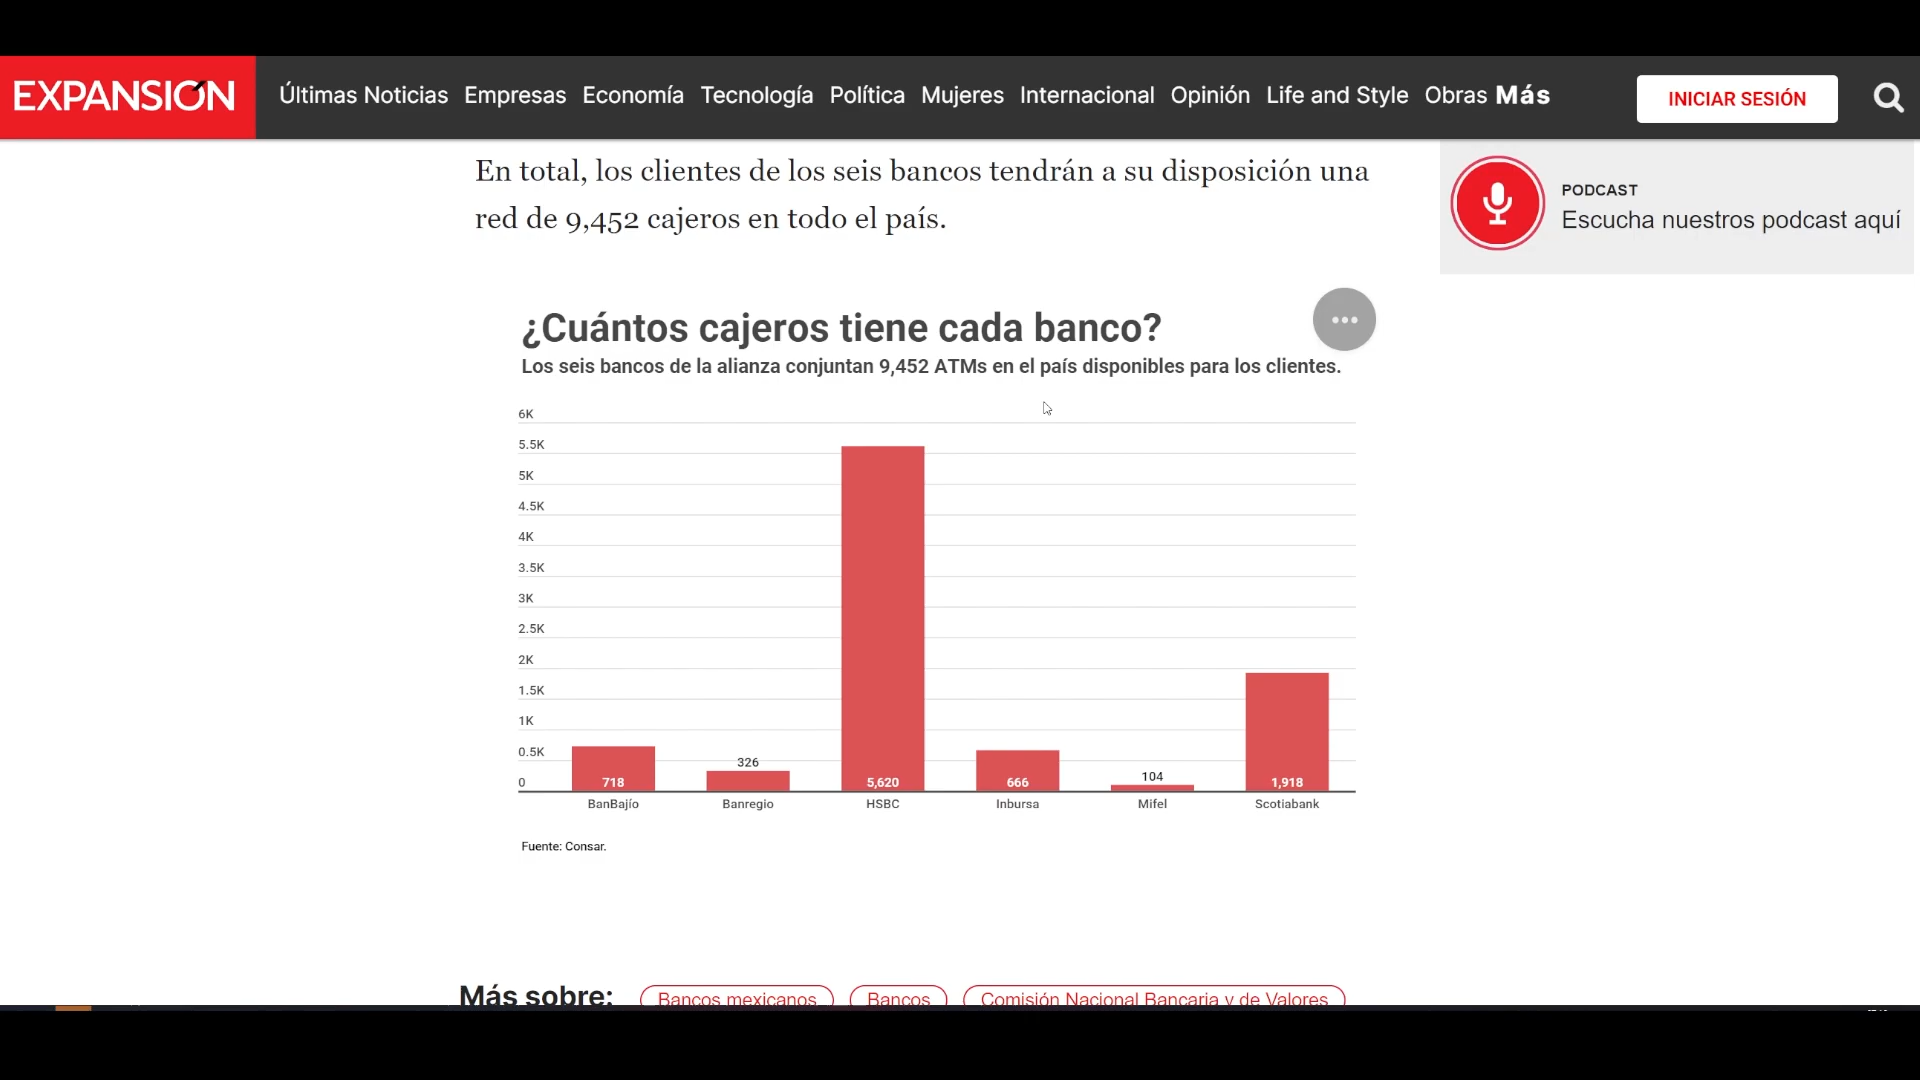 EXPANSIÓN
Últimas Noticias Empresas Economía Tecnología Política Mujeres Internacional Opinión Life and Style Obras Más
INICIAR SESIÓN
En total, los clientes de los seis bancos tendrán a su disposición una
red de 9,452 cajeros en todo el país.
PODCAST
Escucha nuestros podcast aquí
¿Cuántos cajeros tiene cada banco?
Los seis bancos de la alianza conjuntan 9,452 ATMs en el país disponibles para los clientes.
6K
5.5K
5K
4.5K
4K
3.5K
3K
2.5K
2K
1.5K
1K
0.5K
0
718
326
5,620
666
104
1,918
BanBajío Banregio HSBC Inbursa Mifel Scotiabank
Fuente: Consar.
Más sobre: Bancos mexicanos Bancos Comisión Nacional Bancaria y de Valores